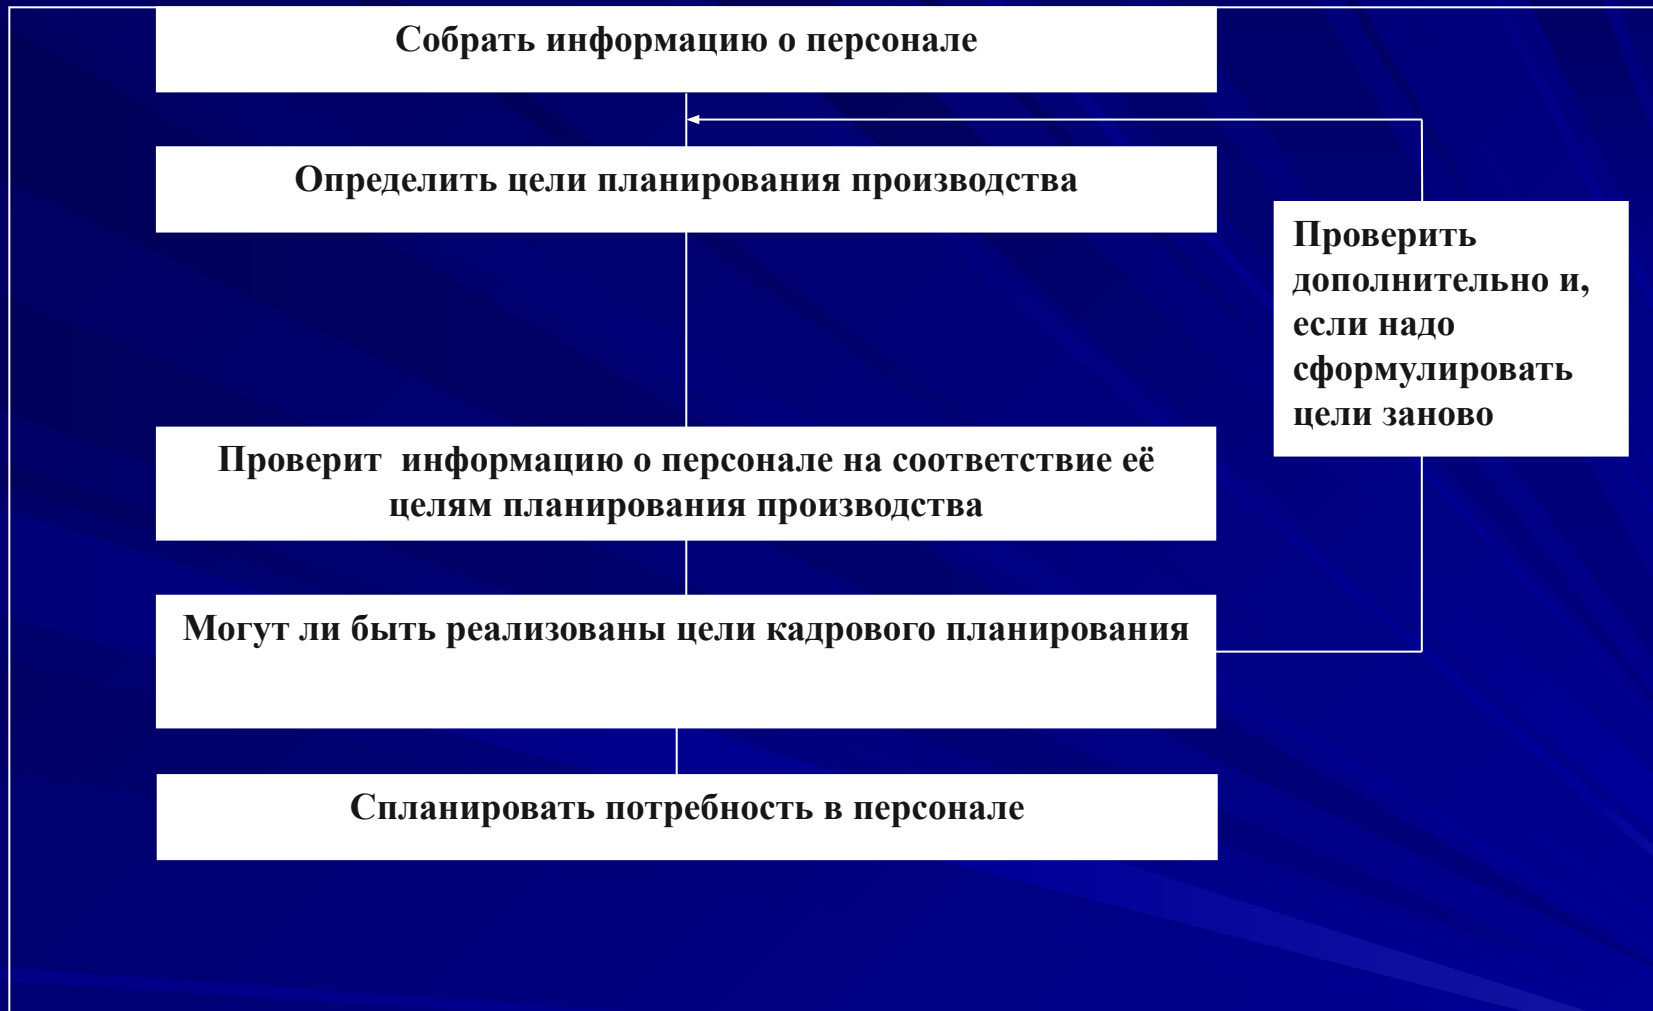 Собрать информацию о персонале
Определить цели планирования производства
Проверить
дополнительно и,
если надо
сформулировать
цели заново
Проверит  информацию о персонале на соответствие её
целям планирования производства
Могут ли быть реализованы цели кадрового планирования
Спланировать потребность в персонале